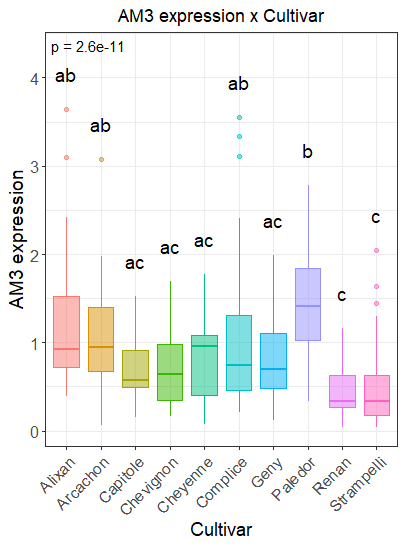 AM3 expression x Cultivar
p = 2.6e-11
ab
ab
ac
ac
ac
ab
ac
b
c
c
AM3 expression
4
3
2
1
0
Alixan
Arcachon
Capitole
Chevignon
Cheyenne
Complice
Geny
Paledor
Renan
Strampelli
Cultivar